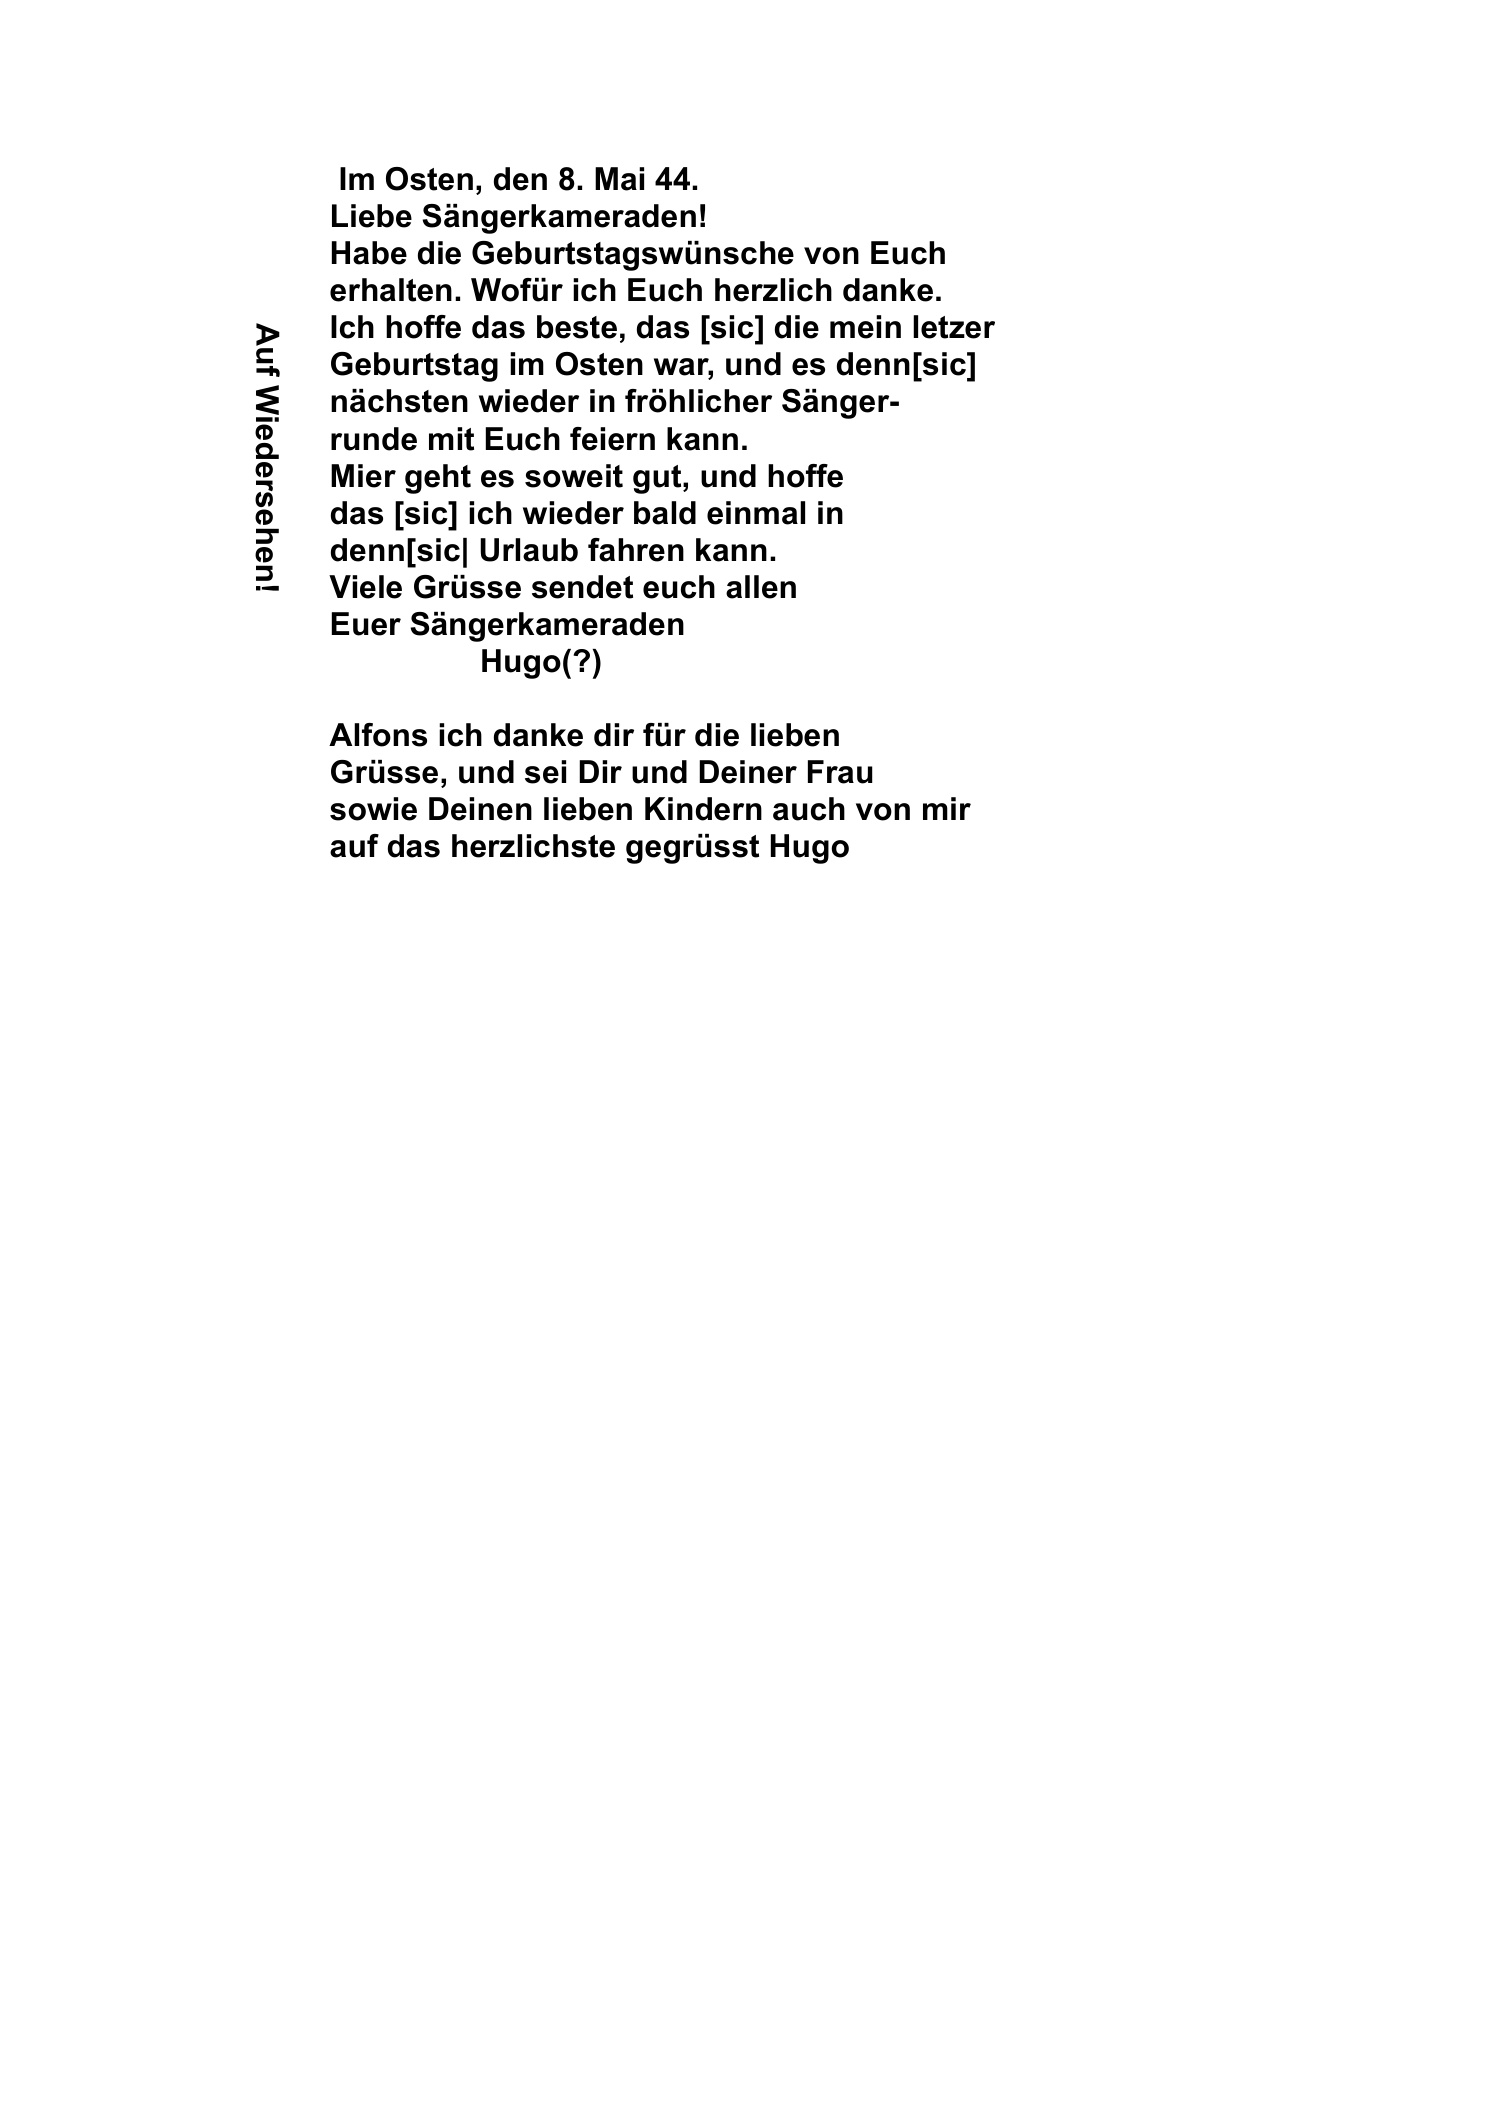 Im Osten, den 8. Mai 44.
Liebe Sängerkameraden!
Habe die Geburtstagswünsche von Euch
erhalten. Wofür ich Euch herzlich danke.
Ich hoffe das beste, das [sic] die mein letzer
Geburtstag im Osten war, und es denn[sic]
nächsten wieder in fröhlicher Sänger-
runde mit Euch feiern kann.
Mier geht es soweit gut, und hoffe
das [sic] ich wieder bald einmal in
denn[sic| Urlaub fahren kann.
Viele Grüsse sendet euch allen
Euer Sängerkameraden
Hugo(?)
Alfons ich danke dir für die lieben
Grüsse, und sei Dir und Deiner Frau
sowie Deinen lieben Kindern auch von mir
auf das herzlichste gegrüsst Hugo
Auf Wiedersehen!